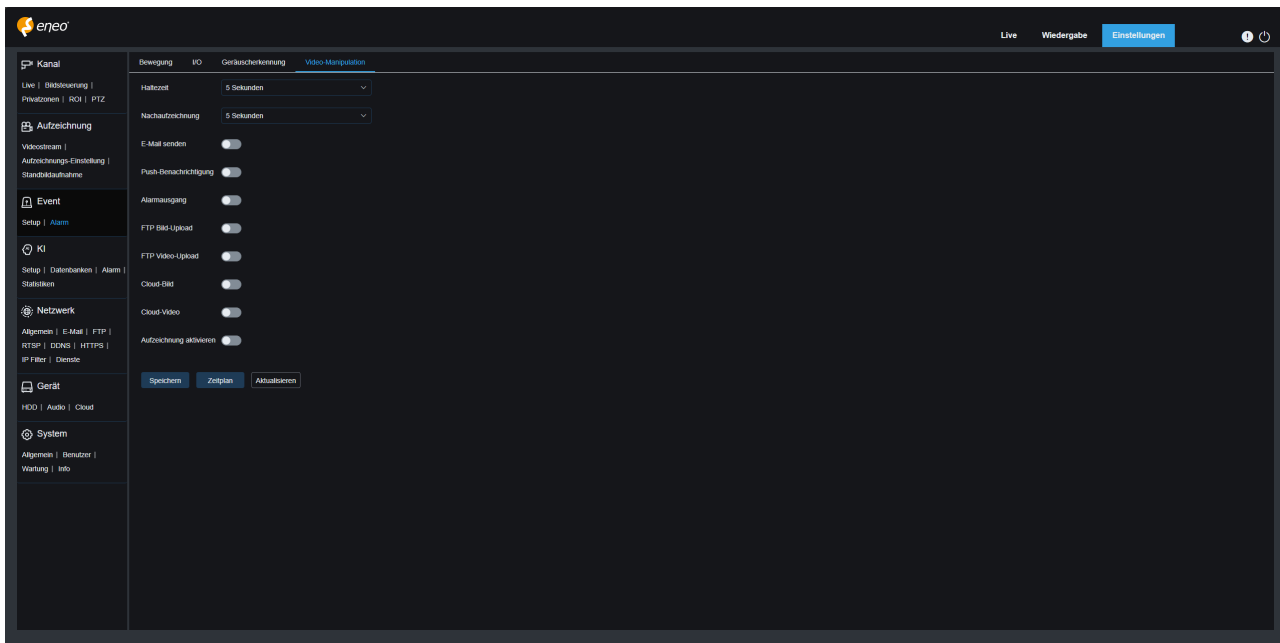 eneo
Live Wiedergabe Einstellungen
Kanal
Live | Bildsteuerung |
Privatzonen | ROI | PTZ
Aufzeichnung
Videostream |
Aufzeichnungs-Einstellung |
Standbildaufnahme
Event
Setup | Alarm
KI
Setup | Datenbanken | Alarm |
Statistiken
Netzwerk
Allgemein | E-Mail | FTP |
RTSP | DDNS | HTTPS |
IP Filter | Dienste
Gerät
HDD | Audio | Cloud
System
Allgemein | Benutzer |
Wartung | Info
Bewegung I/O Geräuscherkennung Video-Manipulation
Haltezeit 5 Sekunden
Nachaufzeichnung 5 Sekunden
E-Mail senden
Push-Benachrichtigung
Alarmausgang
FTP Bild-Upload
FTP Video-Upload
Cloud-Bild
Cloud-Video
Aufzeichnung aktivieren
Speichern Zeitplan Aktualisieren